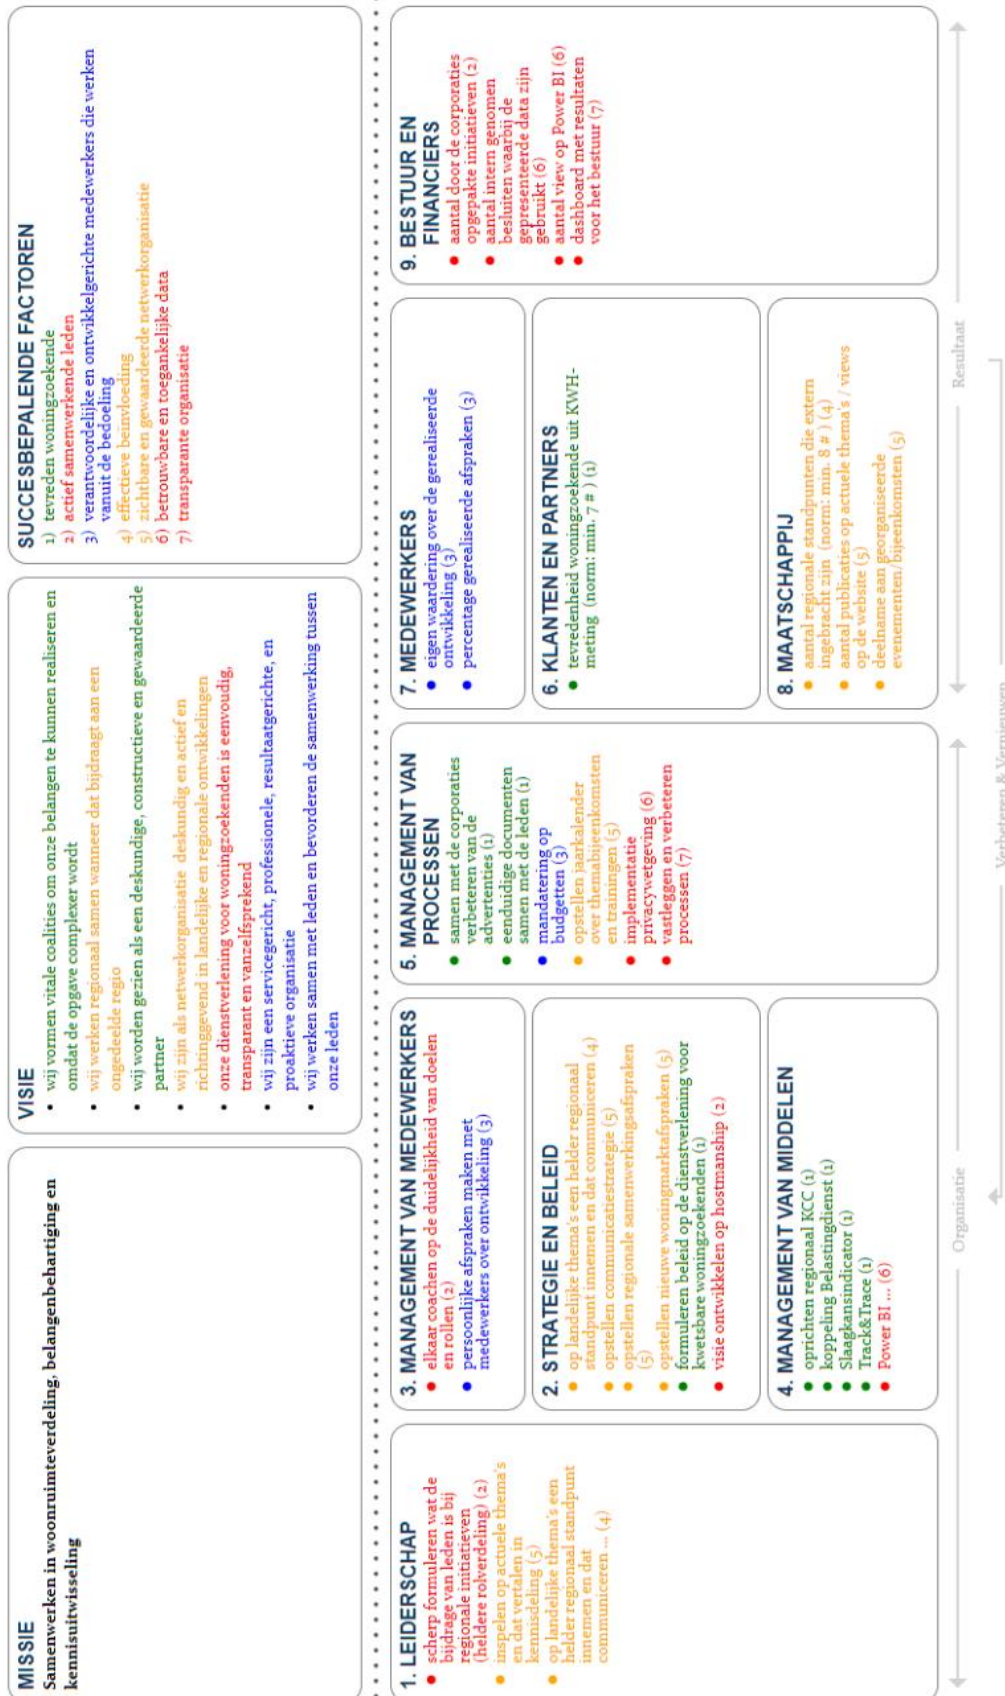 MISSIE
Samenwerken in woonruimteverdeling, belangenbehartiging en
kennisuitwisseling
VISIE
• wij vormen vitale coalities om onze belangen te kunnen realiseren en
omdat de opgave complexer wordt
• wij werken regionaal samen wanneer dat bijdraagt aan een
ongedeelde regio
• wij worden gezien als een deskundige, constructieve en gewaardeerde
partner
• wij zijn als netwerkorganisatie deskundig en actief en
richtinggevend in landelijke en regionale ontwikkelingen
• onze dienstverlening voor woningzoekenden is eenvoudig,
transparant en vanzelfsprekend
• wij zijn een servicegericht, professionele, resultaatgerichte, en
proaktieve organisatie
• wij werken samen met leden en bevorderen de samenwerking tussen
onze leden
SUCCESBEPALENDE FACTOREN
1) tevreden woningzoekende
2) actief samenwerkende leden
3) verantwoordelijke en ontwikkelgerichte medewerkers die werken
vanuit de bedoeling
4) effectieve beïnvloeding
5) zichtbare en gewaardeerde netwerkorganisatie
6) betrouwbare en toegankelijke data
7) transparante organisatie
1. LEIDERSCHAP
• scherp formuleren wat de
bijdrage van leden is bij
regionale initiatieven
(heldere rolverdeling) (2)
• inspelen op actuele thema's
en dat vertalen in
kennisdeling (5)
• op landelijke thema's een
helder regionaal standpunt
innemen en dat
communiceren ... (4)
3. MANAGEMENT VAN MEDEWERKERS
• elkaar coachen op de duidelijkheid van doelen
en rollen (2)
• persoonlijke afspraken maken met
medewerkers over ontwikkeling (3)
2. STRATEGIE EN BELEID
• op landelijke thema's een helder regionaal
standpunt innemen en dat communiceren (4)
• opstellen communicatiestrategie (5)
• opstellen regionale samenwerkingsafspraken
(5)
• opstellen nieuwe woningmarktafspraken (5)
• formuleren beleid op de dienstverlening voor
kwetsbare woningzoekenden (1)
• visie ontwikkelen op hostmanship (2)
4. MANAGEMENT VAN MIDDELEN
• oprichten regionaal KCC (1)
• koppeling Belastingdienst (1)
• Slaagkansindicator (1)
• Track&Trace (1)
• Power BI ... (6)
5. MANAGEMENT VAN
PROCESSEN
• samen met de corporaties
verbeteren van de
advertenties (1)
• eenduidige documenten
samen met de leden (1)
• mandatering op
budgetten (3)
• opstellen jaarkalender
over themabijeenkomsten
en trainingen (5)
• implementatie
privacywetgeving (6)
• vastleggen en verbeteren
processen (7)
7. MEDEWERKERS
• eigen waardering over de gerealiseerde
ontwikkeling (3)
• percentage gerealiseerde afspraken (3)
6. KLANTEN EN PARTNERS
• tevredenheid woningzoekende uit KWH-
meting (norm: min. 7 # ) (1)
8. MAATSCHAPPIJ
• aantal regionale standpunten die extern
ingebracht zijn (norm: min. 8 # ) (4)
• aantal publicaties op actuele thema's / views
op de website (5)
• deelname aan georganiseerde
evenementen/bijeenkomsten (5)
9. BESTUUR EN
FINANCIERS
• aantal door de corporaties
opgepakte initiatieven (2)
• aantal intern genomen
besluiten waarbij de
gepresenteerde data zijn
gebruikt (6)
• aantal view op Power BI (6)
• dashboard met resultaten
voor het bestuur (7)
Organisatie
Resultaat
Verbeteren & Vernieuwen